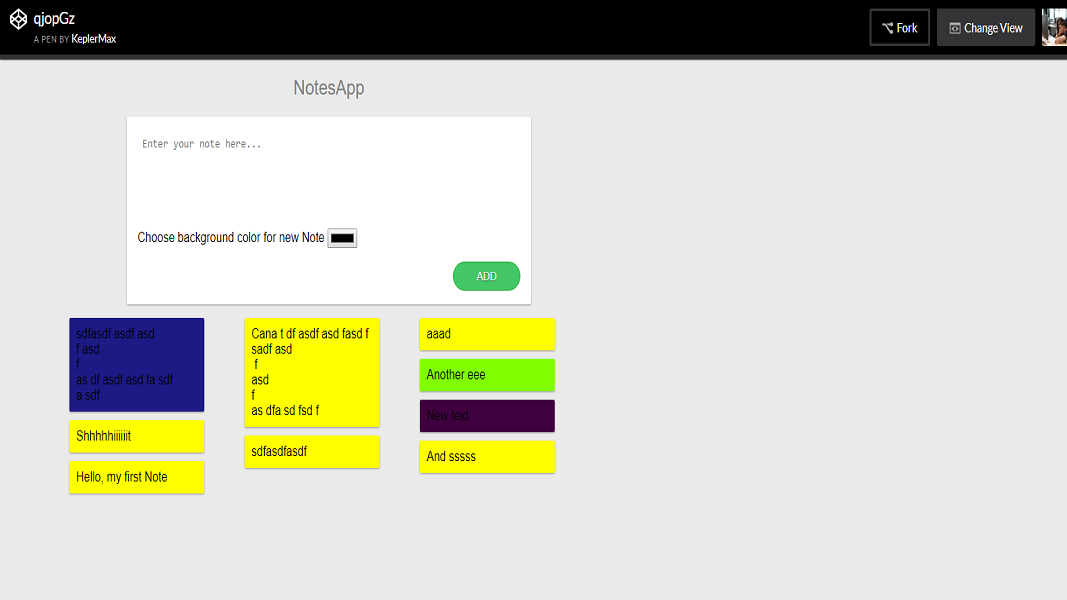 qjopGz
A PEN BY KeplerMax
Fork
Change View
NotesApp
Enter your note here...
Choose background color for new Note
ADD
sdfasdf asdf asd
f asd
f
as df asdf asd fa sdf
a sdf
Shhhhhiiiiiit
Hello, my first Note
Cana t df asdf asd fasd f
sadf asd
f
asd
f
as dfa sd fsd f
sdfasdfasdf
aaad
Another eee
New text
And sssss